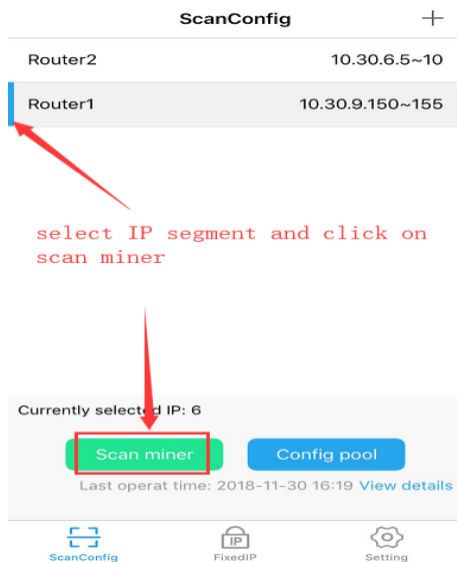 ScanConfig +
Router2 10.30.6.5~10
Router1 10.30.9.150~155
select IP segment and click on
scan miner
Currently selected IP: 6
Scan miner Config pool
Last operat time: 2018-11-30 16:19 View details
IP
ScanConfig FixedIP Setting